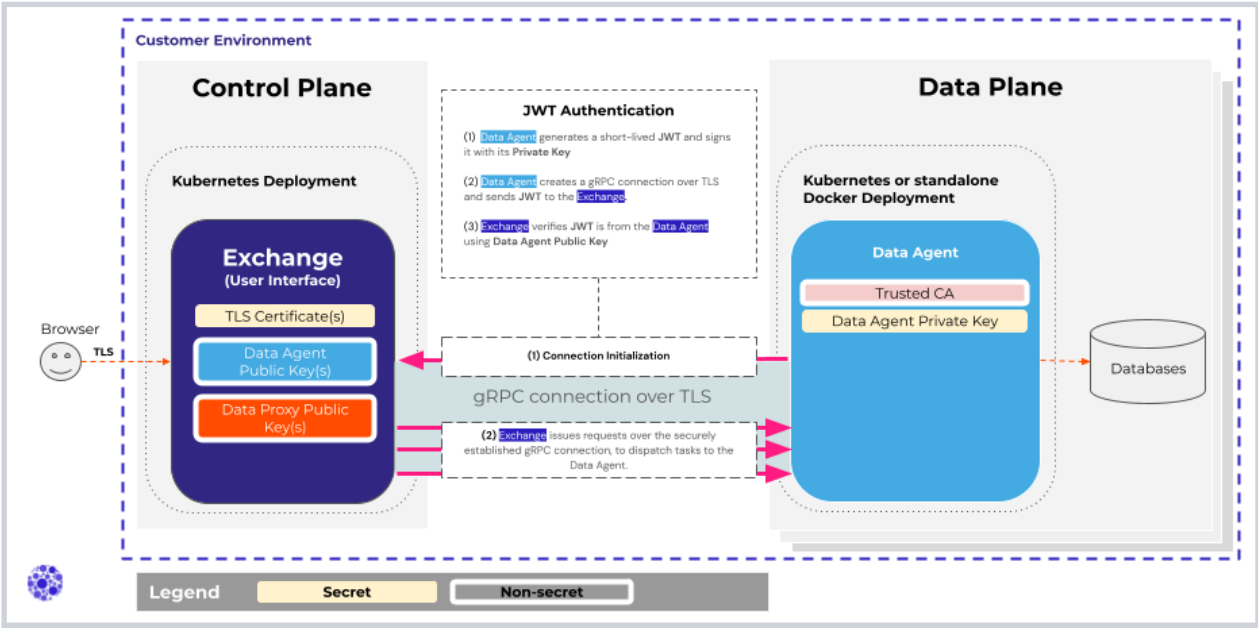 Customer Environment
Control Plane
Kubernetes Deployment
Exchange
(User Interface)
TLS Certificate(s)
Data Agent
Public Key(s)
Data Proxy Public
Key(s)
Browser
TLS
JWT Authentication
(1) Data Agent generates a short-lived JWT and signs
it with its Private Key
(2) Data Agent creates a gRPC connection over TLS
and sends JWT to the Exchange.
(3) Exchange verifies JWT is from the Data Agent
using Data Agent Public Key
(1) Connection Initialization
gRPC connection over TLS
(2) Exchange issues requests over the securely
established gRPC connection, to dispatch tasks to the
Data Agent.
Data Plane
Kubernetes or standalone
Docker Deployment
Data Agent
Trusted CA
Data Agent Private Key
Databases
Legend
Secret
Non-secret